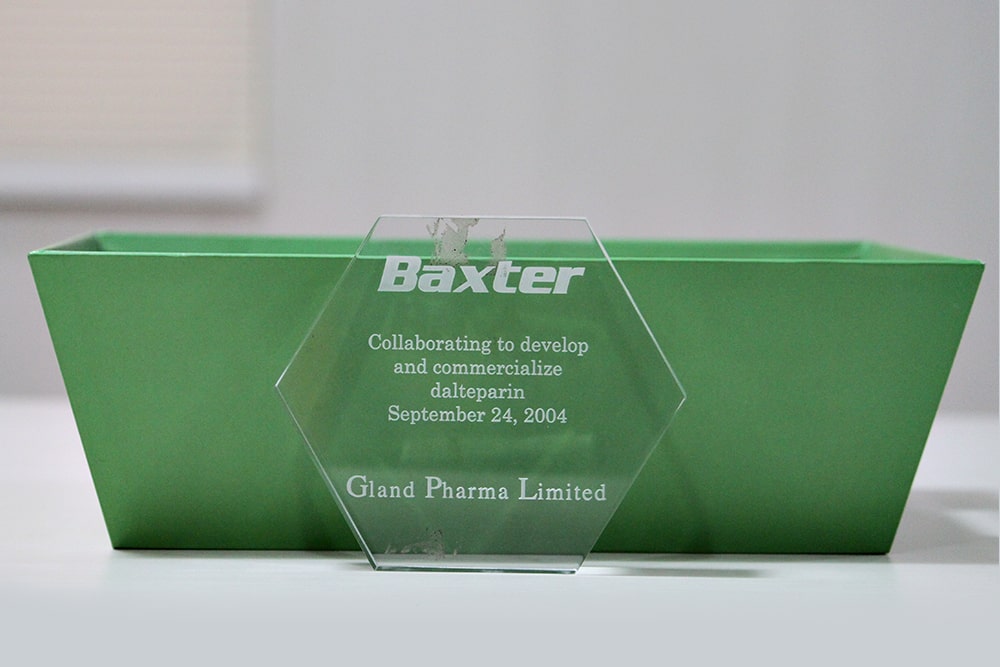 Baxter
Collaborating to develop
and commercialize
dalteparin
September 24, 2004
Gland Pharma Limited